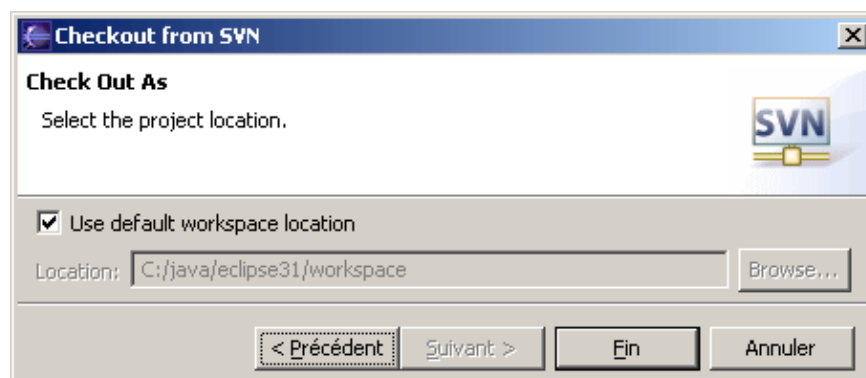 Checkout from SVN
Check Out As
Select the project location.
SVN
Use default workspace location
Location: C:/java/eclipse31/workspace Browse...
< Précédent Suivant > Fin Annuler